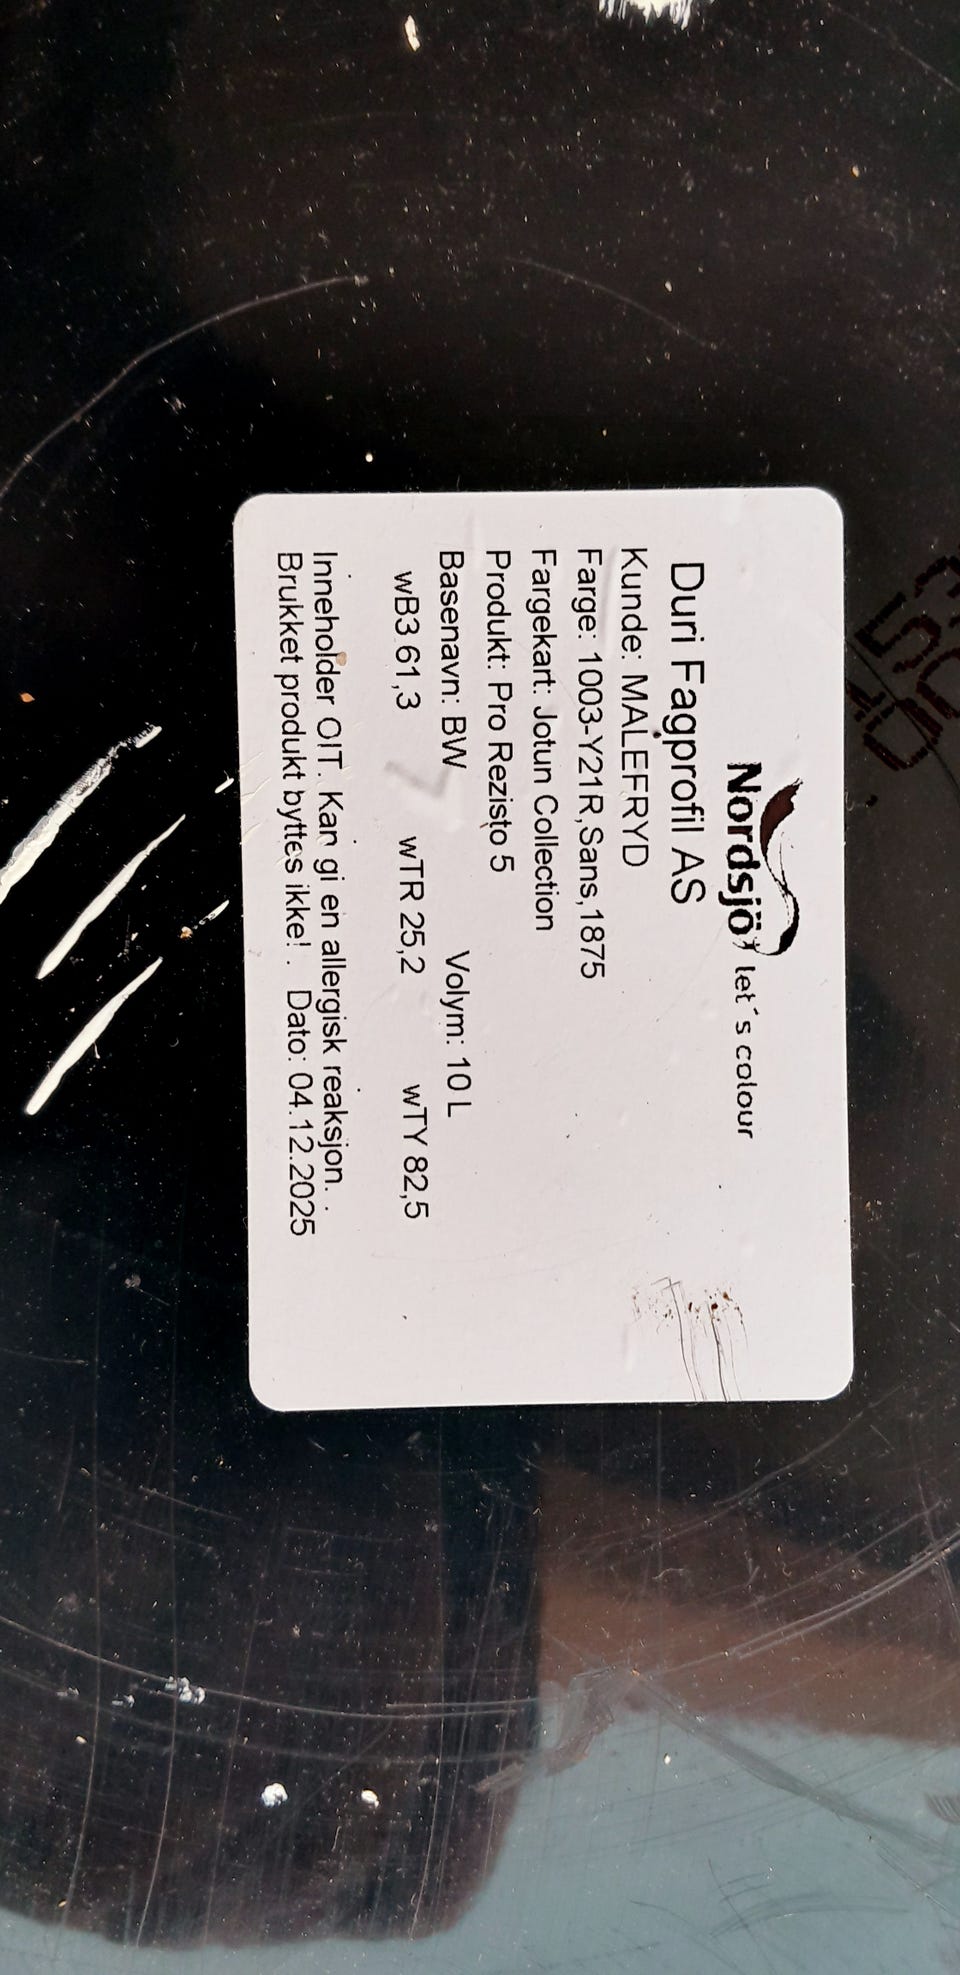 Nordsjö let´s colour
Duri Fagprofil AS
Kunde: MALEFRYD
Farge: 1003-Y21R,Sans,1875
Fargekart: Jotun Collection
Produkt: Pro Rezisto 5
Basenavn: BW Volym: 10 L
wB3 61,3 wTR 25,2 wTY 82,5
Inneholder OIT. Kan gi en allergisk reaksjon. .
Brukket produkt byttes ikke! . Dato: 04.12.2025